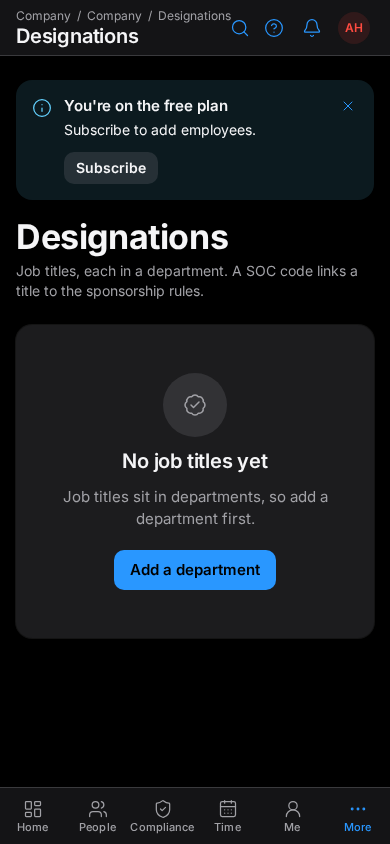 Company / Company / Designations
Designations
AH
You're on the free plan
Subscribe to add employees.
Subscribe
Designations
Job titles, each in a department. A SOC code links a
title to the sponsorship rules.
No job titles yet
Job titles sit in departments, so add a
department first.
Add a department
Home People Compliance Time Me More